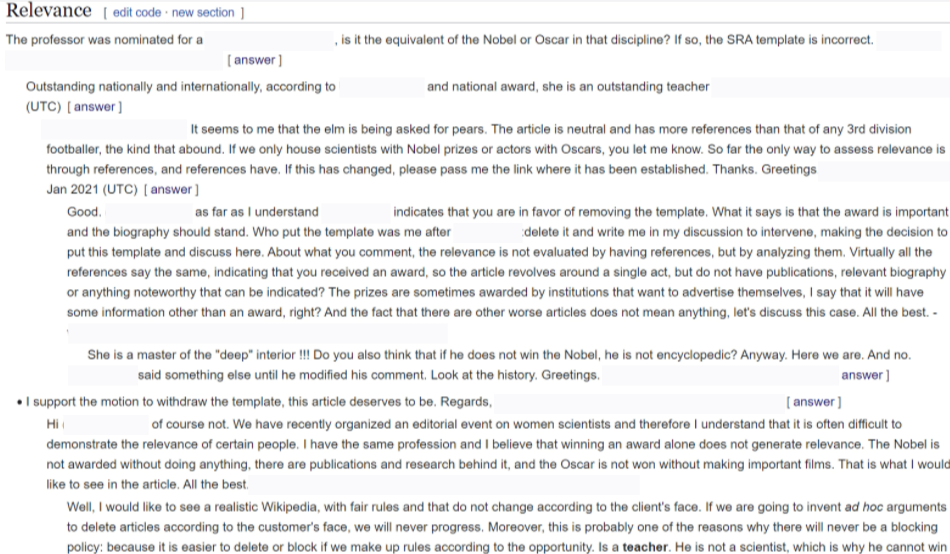 Relevance [ edit code · new section ]
The professor was nominated for a , is it the equivalent of the Nobel or Oscar in that discipline? If so, the SRA template is incorrect.
[ answer ]
Outstanding nationally and internationally, according to and national award, she is an outstanding teacher
(UTC) [ answer ]
It seems to me that the elm is being asked for pears. The article is neutral and has more references than that of any 3rd division
footballer, the kind that abound. If we only house scientists with Nobel prizes or actors with Oscars, you let me know. So far the only way to assess relevance is
through references, and references have. If this has changed, please pass me the link where it has been established. Thanks. Greetings
Jan 2021 (UTC) [ answer ]
Good. as far as I understand indicates that you are in favor of removing the template. What it says is that the award is important
and the biography should stand. Who put the template was me after :delete it and write me in my discussion to intervene, making the decision to
put this template and discuss here. About what you comment, the relevance is not evaluated by having references, but by analyzing them. Virtually all the
references say the same, indicating that you received an award, so the article revolves around a single act, but do not have publications, relevant biography
or anything noteworthy that can be indicated? The prizes are sometimes awarded by institutions that want to advertise themselves, I say that it will have
some information other than an award, right? And the fact that there are other worse articles does not mean anything, let's discuss this case. All the best. -
She is a master of the "deep" interior !!! Do you also think that if he does not win the Nobel, he is not encyclopedic? Anyway. Here we are. And no.
said something else until he modified his comment. Look at the history. Greetings. answer ]
• I support the motion to withdraw the template, this article deserves to be. Regards, [ answer ]
Hi of course not. We have recently organized an editorial event on women scientists and therefore I understand that it is often difficult to
demonstrate the relevance of certain people. I have the same profession and I believe that winning an award alone does not generate relevance. The Nobel is
not awarded without doing anything, there are publications and research behind it, and the Oscar is not won without making important films. That is what I would
like to see in the article. All the best.
Well, I would like to see a realistic Wikipedia, with fair rules and that do not change according to the client's face. If we are going to invent ad hoc arguments
to delete articles according to the customer's face, we will never progress. Moreover, this is probably one of the reasons why there will never be a blocking
policy: because it is easier to delete or block if we make up rules according to the opportunity. Is a teacher. He is not a scientist, which is why he cannot win